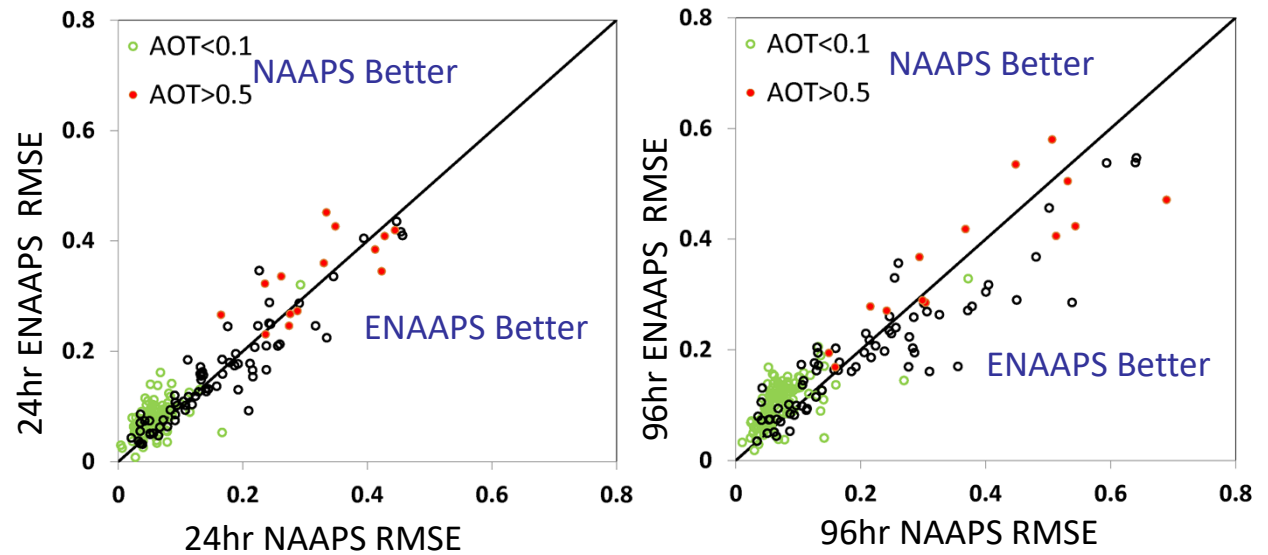 0.8
0.6
0.4
0.2
0
0
0.2
0.4
0.6
0.8
AOT<0.1
AOT>0.5
NAAPS Better
ENAAPS Better
24hr ENAAPS RMSE
24hr NAAPS RMSE
0.8
0.6
0.4
0.2
0
0
0.2
0.4
0.6
0.8
AOT<0.1
AOT>0.5
NAAPS Better
ENAAPS Better
96hr ENAAPS RMSE
96hr NAAPS RMSE